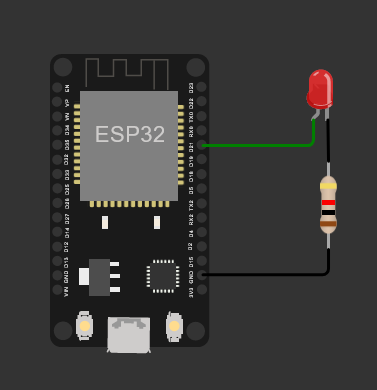 ESP32
EN
VP
VN
D34
D35
D32
D33
D25
D26
D27
D14
D12
D13
GND
VIN
D23
D22
TX0
RX0
D21
D19
D18
D5
TX2
RX2
D4
D2
D15
GND
3V3